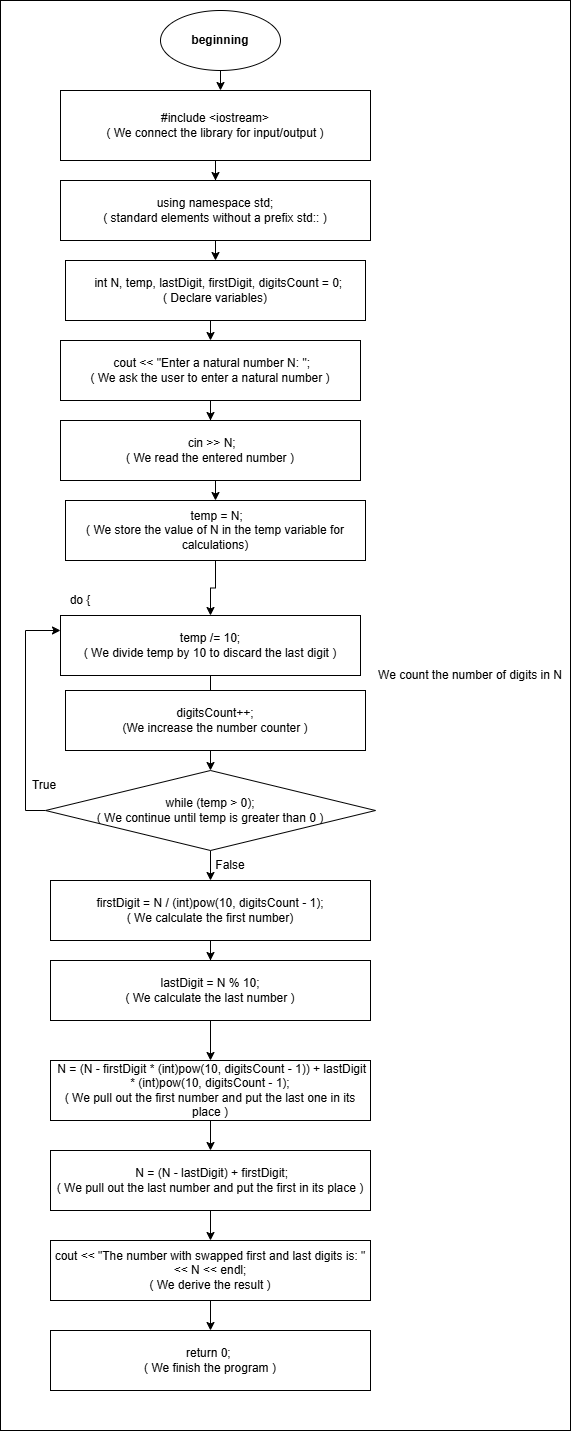 beginning
#include <iostream>
( We connect the library for input/output )
using namespace std;
( standard elements without a prefix std:: )
int N, temp, lastDigit, firstDigit, digitsCount = 0;
( Declare variables)
cout << "Enter a natural number N: ";
( We ask the user to enter a natural number )
cin >> N;
( We read the entered number )
temp = N;
( We store the value of N in the temp variable for
calculations)
do {
temp /= 10;
( We divide temp by 10 to discard the last digit )
We count the number of digits in N
digitsCount++;
(We increase the number counter )
True
while (temp > 0);
( We continue until temp is greater than 0 )
False
firstDigit = N / (int)pow(10, digitsCount - 1);
( We calculate the first number)
lastDigit = N % 10;
( We calculate the last number )
N = (N - firstDigit * (int)pow(10, digitsCount - 1)) + lastDigit
* (int)pow(10, digitsCount - 1);
( We pull out the first number and put the last one in its
place )
N = (N - lastDigit) + firstDigit;
( We pull out the last number and put the first in its place )
cout << "The number with swapped first and last digits is: "
<< N << endl;
( We derive the result )
return 0;
( We finish the program )